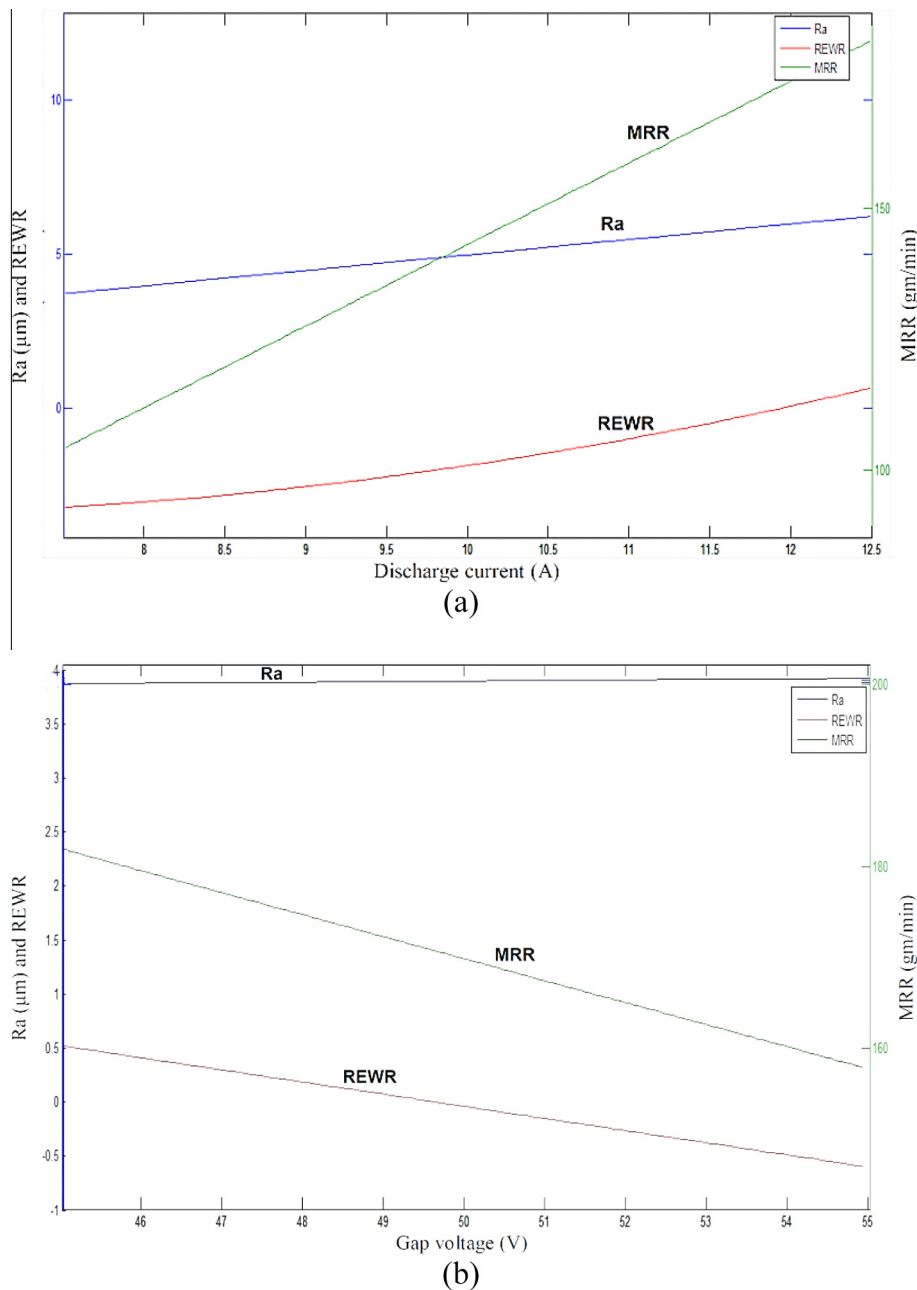 Ra
REWR
MRR
10
5
0
150
100
MRR
Ra
REWR
Ra (μm) and REWR
MRR (gm/min)
8 8.5 9 9.5 10 10.5 11 11.5 12 12.5
Discharge current (A)
(a)
4
3.5
3
2.5
2
1.5
1
0.5
0
-0.5
-1
200
180
160
Ra
Ra
REWR
MRR
MRR
REWR
Ra (μm) and REWR
MRR (gm/min)
46 47 48 49 50 51 52 53 54 55
Gap voltage (V)
(b)